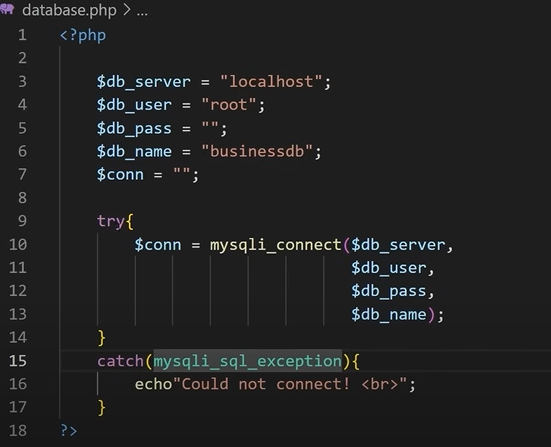 database.php > ...
1 <?php
2
3 $db_server = "localhost";
4 $db_user = "root";
5 $db_pass = "";
6 $db_name = "businessdb";
7 $conn = "";
8
9 try{
10 $conn = mysqli_connect($db_server,
11 $db_user,
12 $db_pass,
13 $db_name);
14 }
15 catch(mysqli_sql_exception){
16 echo"Could not connect! <br>";
17 }
18 ?>